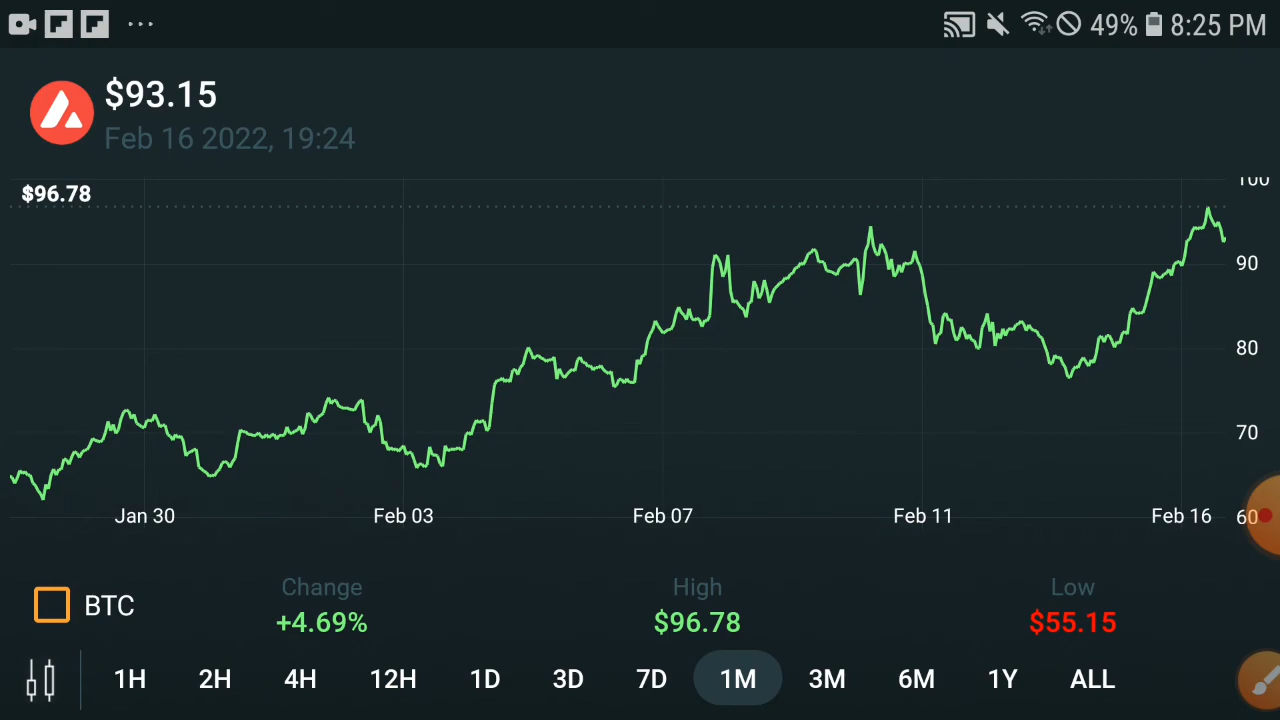 49% 8:25 PM
$93.15
Feb 16 2022, 19:24
$96.78
100
90
80
70
60
Jan 30 Feb 03 Feb 07 Feb 11 Feb 16
BTC
Change High Low
+4.69% $96.78 $55.15
1H 2H 4H 12H 1D 3D 7D 1M 3M 6M 1Y ALL